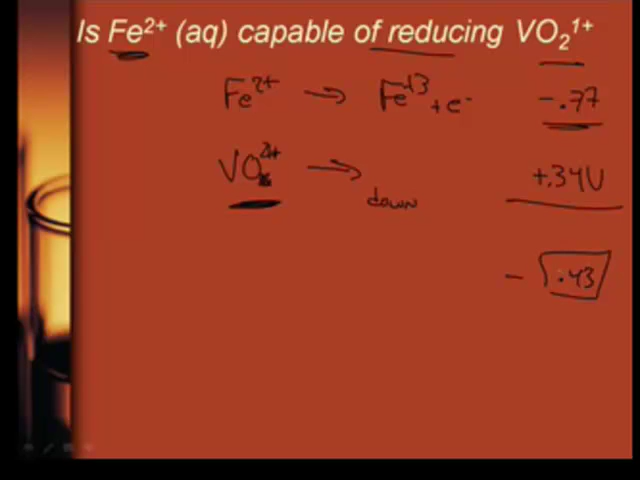 Is Fe²⁺ (aq) capable of reducing VO₂¹⁺
Fe²⁺ → Fe⁺³ + e⁻ -.77
VO²⁺ → +.34V
down
- .43